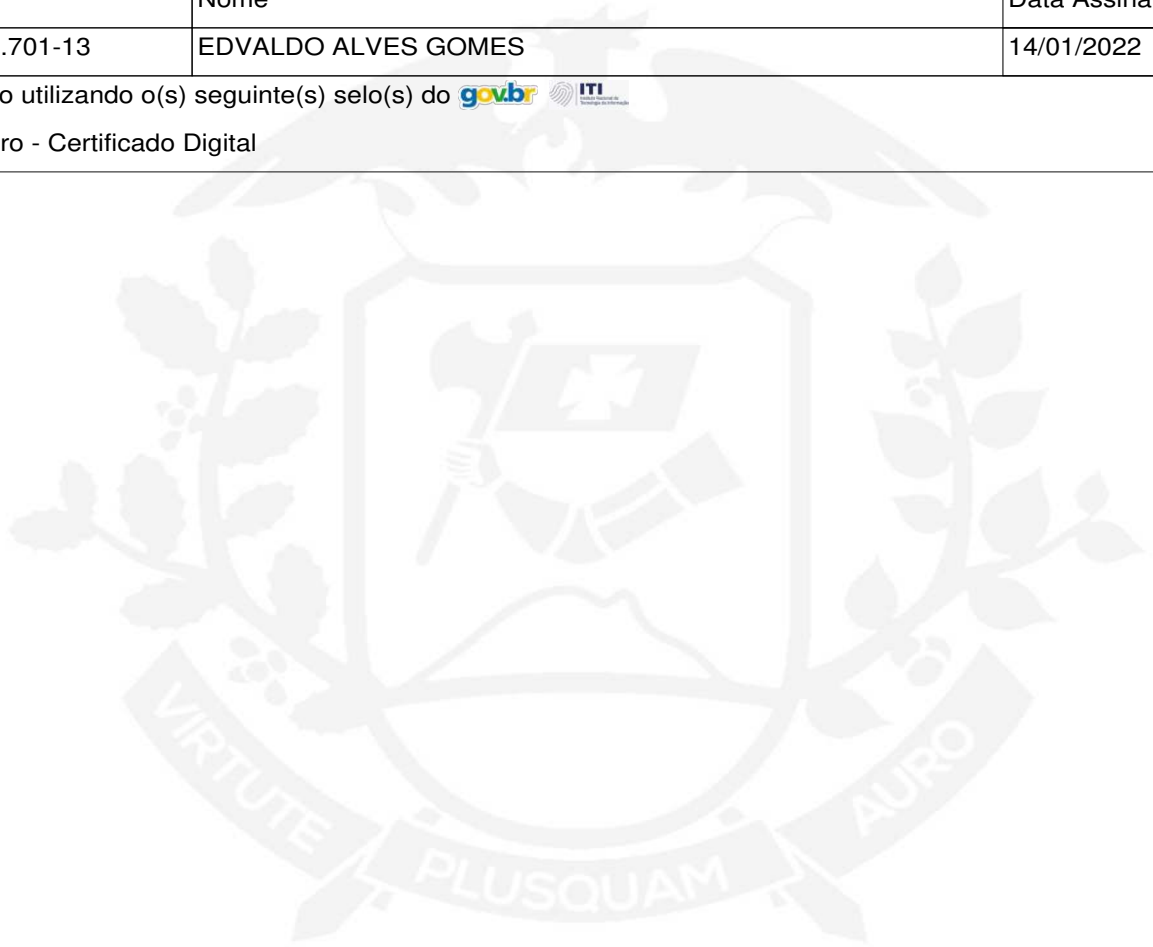 Nome Data Assina
.701-13 EDVALDO ALVES GOMES 14/01/2022
o utilizando o(s) seguinte(s) selo(s) do gov.br ITI
ro - Certificado Digital
VIRTUTE PLUSQUAM AURO